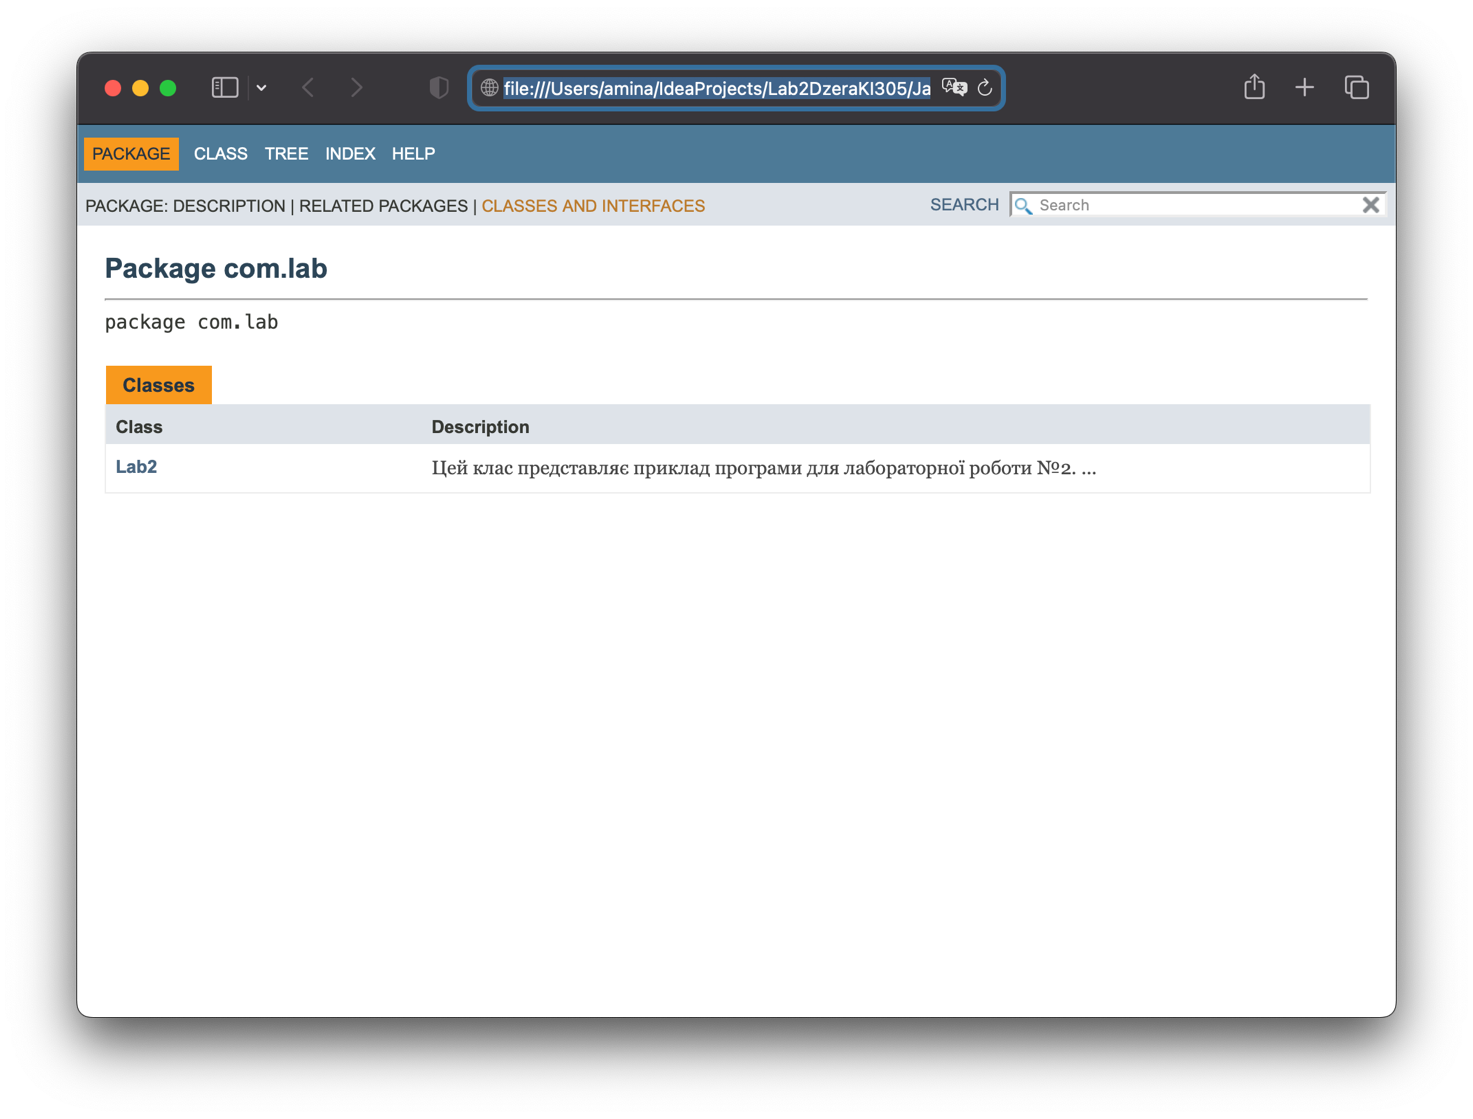 file:///Users/amina/IdeaProjects/Lab2DzeraKI305/Ja
PACKAGE CLASS TREE INDEX HELP
PACKAGE: DESCRIPTION | RELATED PACKAGES | CLASSES AND INTERFACES SEARCH Search
Package com.lab
package com.lab
Classes
Class Description
Lab2 Цей клас представляє приклад програми для лабораторної роботи №2. ...